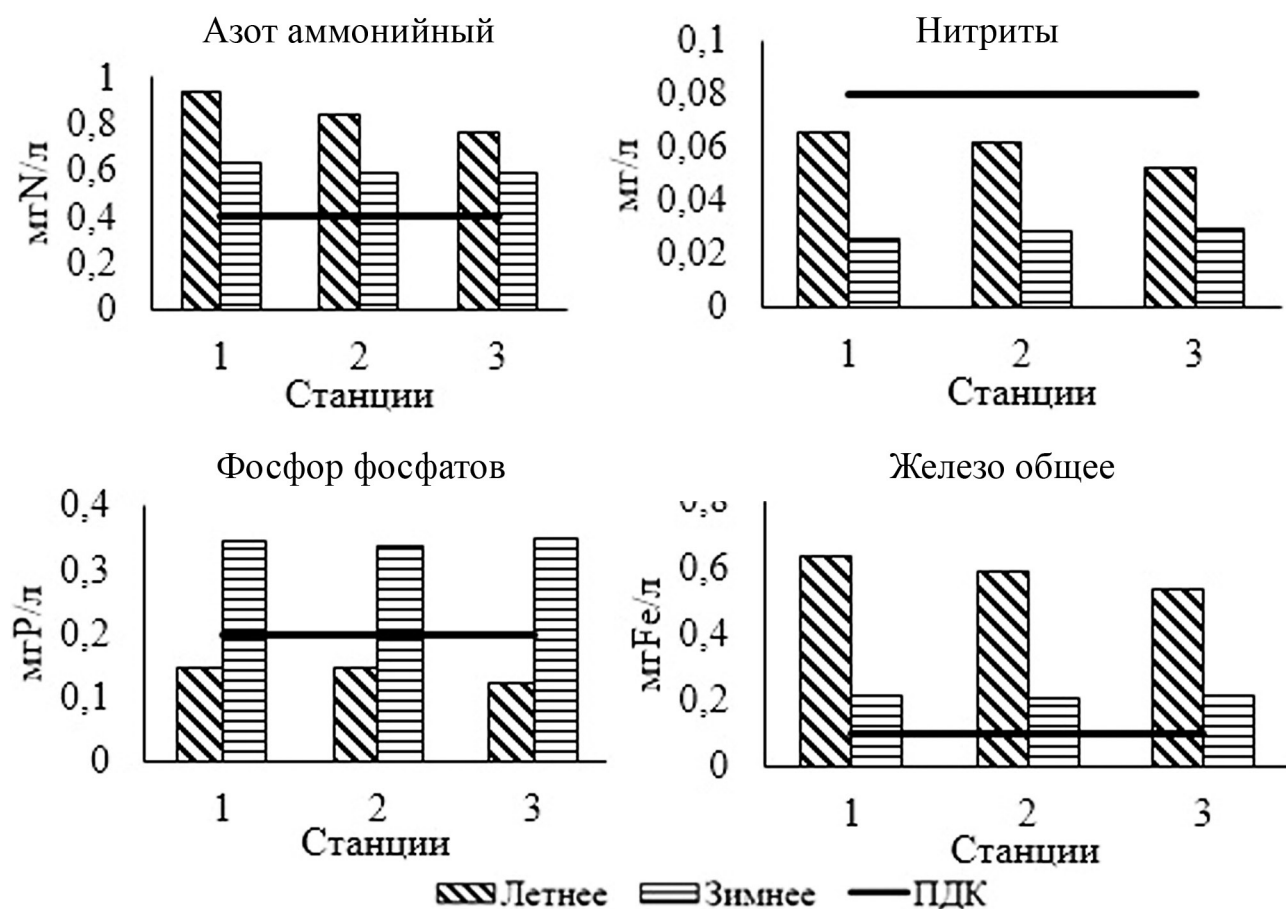 Азот аммонийный
мгN/л
1
0,8
0,6
0,4
0,2
0
1 2 3
Станции
Нитриты
мг/л
0,1
0,08
0,06
0,04
0,02
0
1 2 3
Станции
Фосфор фосфатов
мгР/л
0,4
0,3
0,2
0,1
0
1 2 3
Станции
Железо общее
мгFe/л
0,8
0,6
0,4
0,2
0
1 2 3
Станции
Летнее Зимнее ПДК